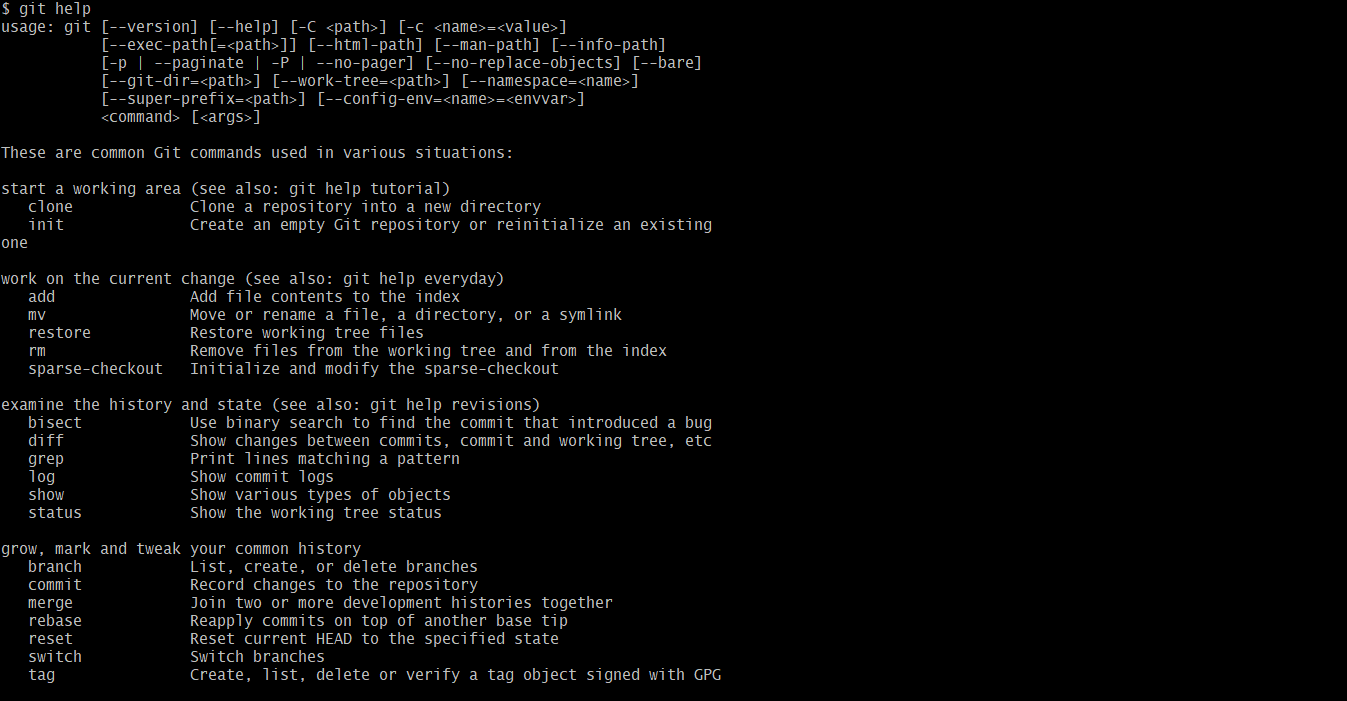 $ git help
usage: git [--version] [--help] [-C <path>] [-c <name>=<value>]
           [--exec-path[=<path>]] [--html-path] [--man-path] [--info-path]
           [-p | --paginate | -P | --no-pager] [--no-replace-objects] [--bare]
           [--git-dir=<path>] [--work-tree=<path>] [--namespace=<name>]
           [--super-prefix=<path>] [--config-env=<name>=<envvar>]
           <command> [<args>]

These are common Git commands used in various situations:

start a working area (see also: git help tutorial)
   clone             Clone a repository into a new directory
   init              Create an empty Git repository or reinitialize an existing
one

work on the current change (see also: git help everyday)
   add               Add file contents to the index
   mv                Move or rename a file, a directory, or a symlink
   restore           Restore working tree files
   rm                Remove files from the working tree and from the index
   sparse-checkout   Initialize and modify the sparse-checkout

examine the history and state (see also: git help revisions)
   bisect            Use binary search to find the commit that introduced a bug
   diff              Show changes between commits, commit and working tree, etc
   grep              Print lines matching a pattern
   log               Show commit logs
   show              Show various types of objects
   status            Show the working tree status

grow, mark and tweak your common history
   branch            List, create, or delete branches
   commit            Record changes to the repository
   merge             Join two or more development histories together
   rebase            Reapply commits on top of another base tip
   reset             Reset current HEAD to the specified state
   switch            Switch branches
   tag               Create, list, delete or verify a tag object signed with GPG